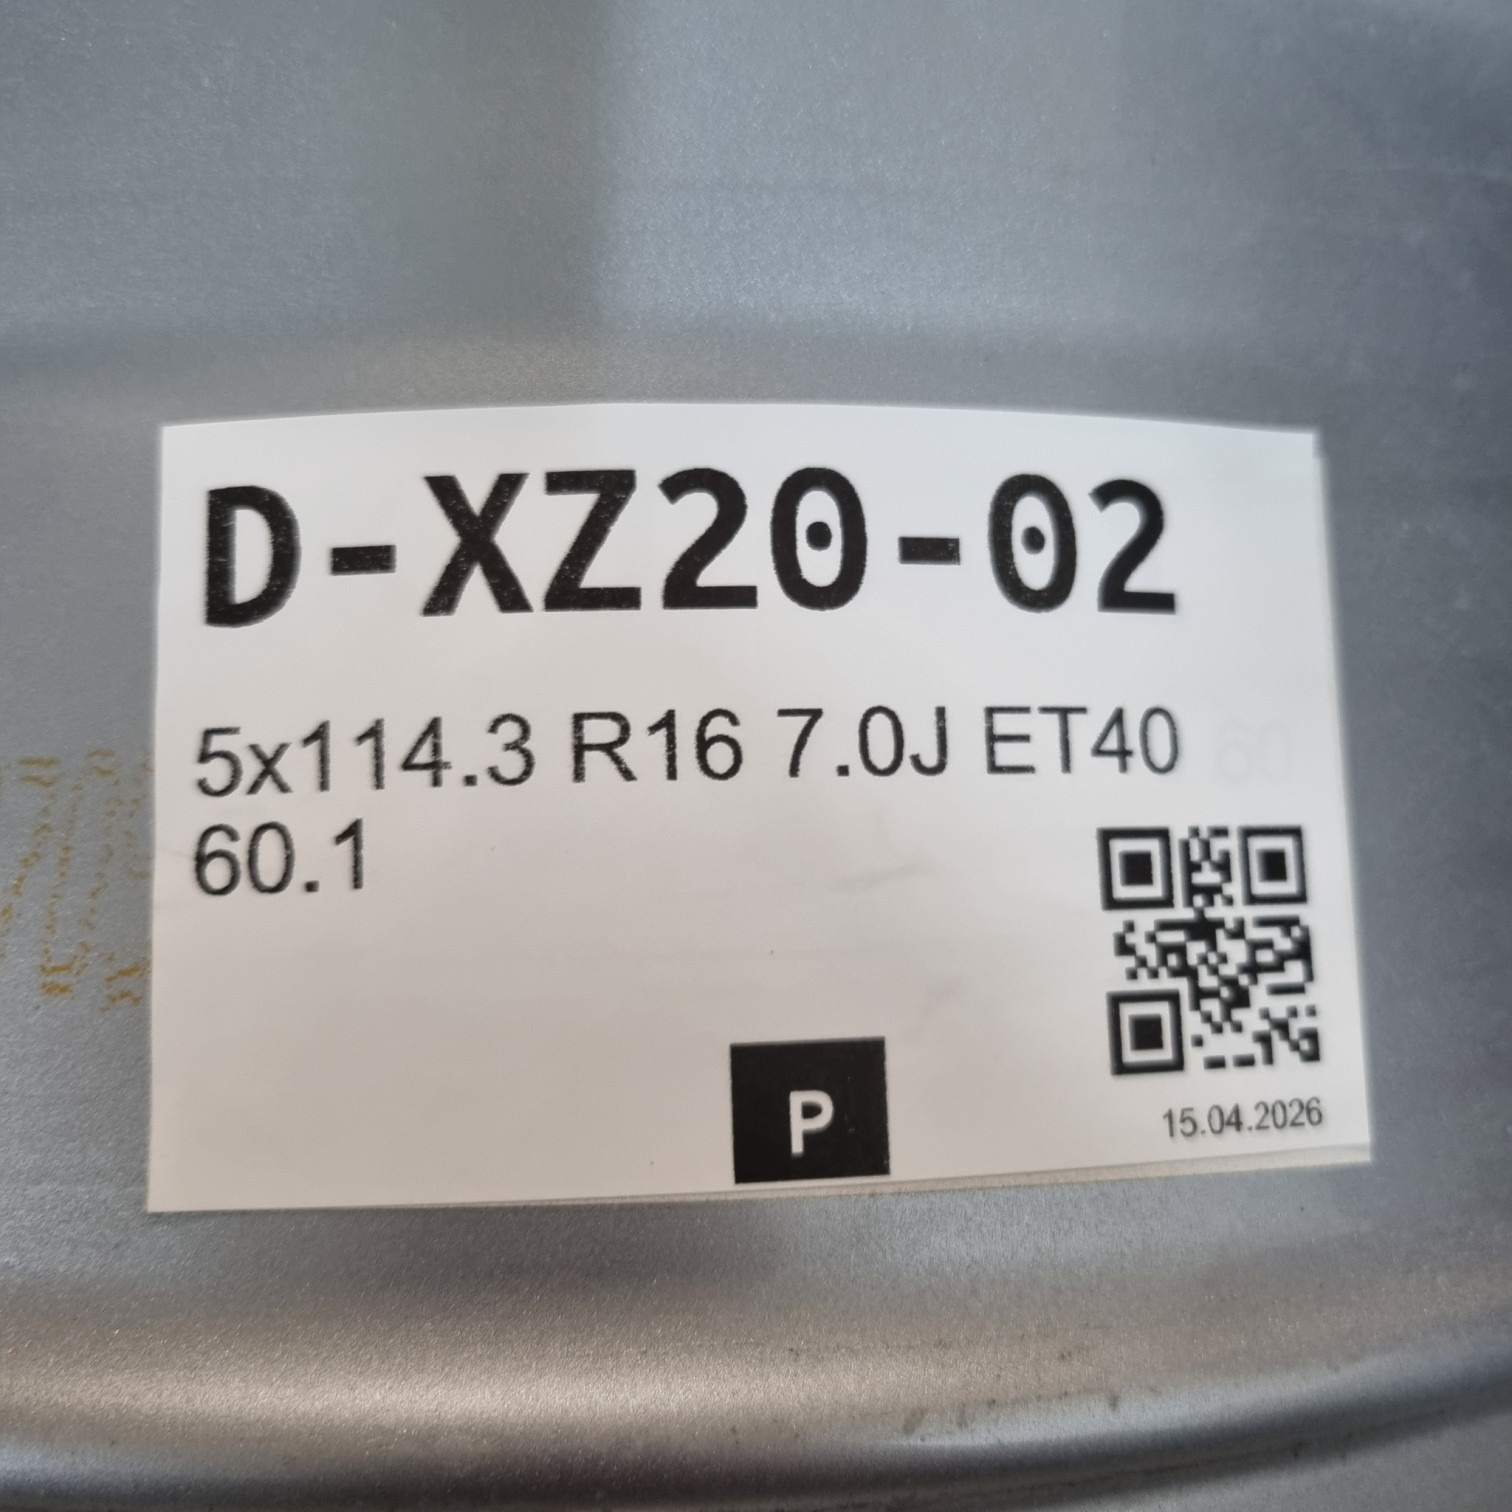 D-XZ20-02
5x114.3 R16 7.0J ET40
60.1
P
15.04.2026